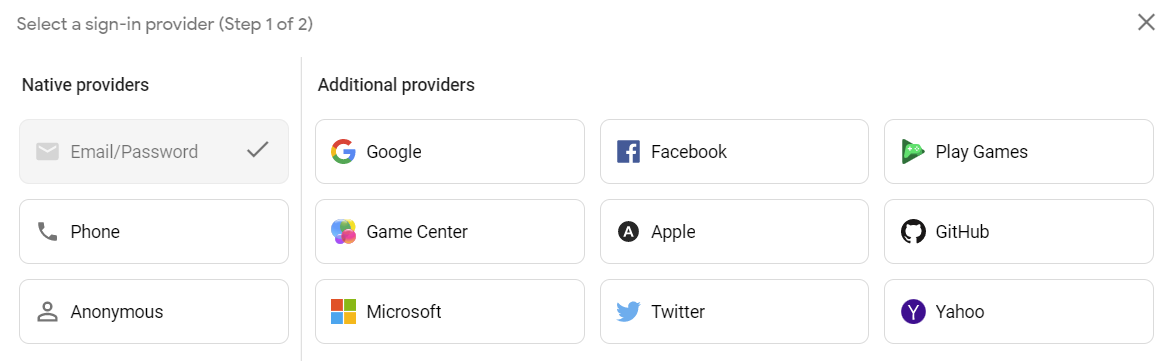 Select a sign-in provider (Step 1 of 2)
Native providers
Additional providers
Email/Password
Google
Facebook
Play Games
Phone
Game Center
Apple
GitHub
Anonymous
Microsoft
Twitter
Yahoo